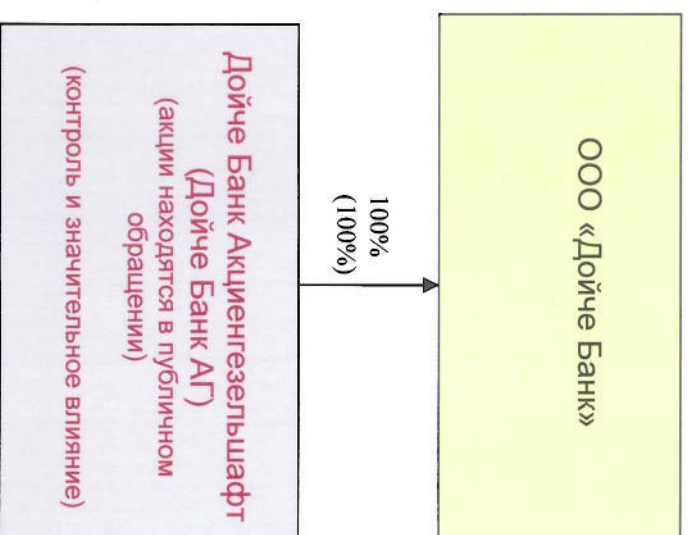 ООО «Дойче Банк»
100%
(100%)
Дойче Банк Акциенгезельшафт
(Дойче Банк АГ)
(акции находятся в публичном
обращении)
(контроль и значительное влияние)